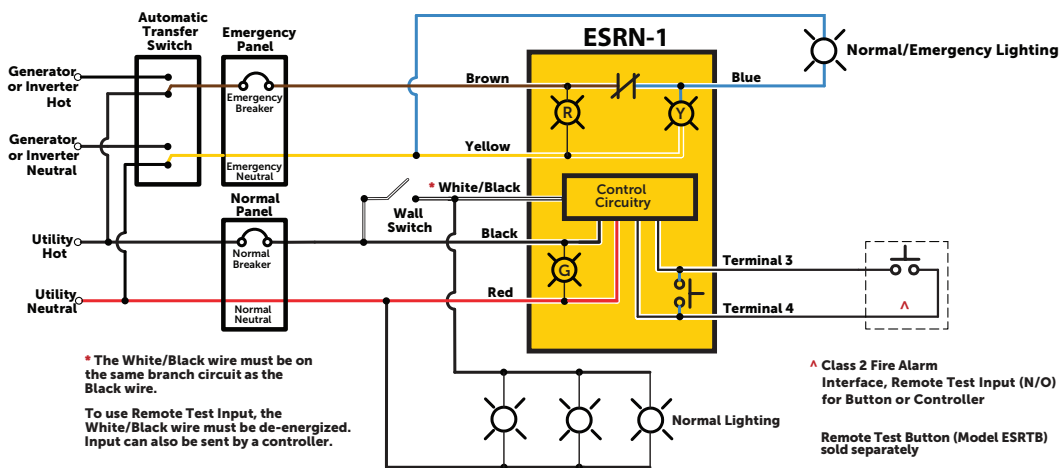 Automatic
Transfer
Switch
Emergency
Panel
ESRN-1
Normal/Emergency Lighting
Generator
or Inverter
Hot
Brown
Blue
Emergency
Breaker
R
Y
Generator
or Inverter
Neutral
Yellow
Emergency
Neutral
* White/Black
Control
Circuitry
Normal
Panel
Wall
Switch
Utility
Hot
Black
Normal
Breaker
G
Terminal 3
Utility
Neutral
Red
Normal
Neutral
Terminal 4
^
* The White/Black wire must be on
the same branch circuit as the
Black wire.
To use Remote Test Input, the
White/Black wire must be de-energized.
Input can also be sent by a controller.
Normal Lighting
^ Class 2 Fire Alarm
Interface, Remote Test Input (N/O)
for Button or Controller
Remote Test Button (Model ESRTB)
sold separately